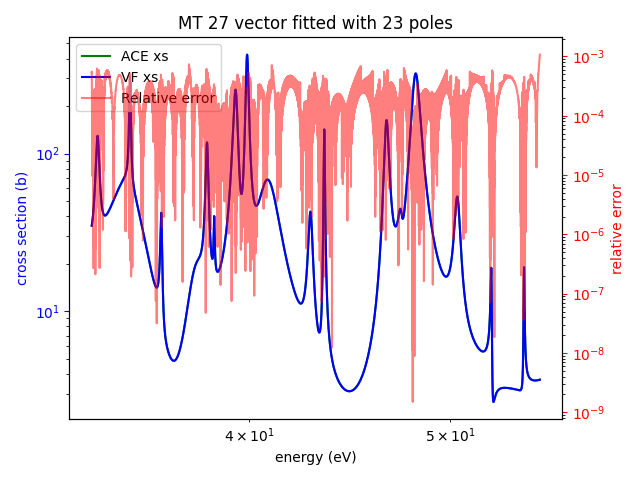 MT 27 vector fitted with 23 poles
ACE xs
VF xs
Relative error
cross section (b)
10²
10¹
relative error
10⁻³
10⁻⁴
10⁻⁵
10⁻⁶
10⁻⁷
10⁻⁸
10⁻⁹
4 × 10¹
5 × 10¹
energy (eV)